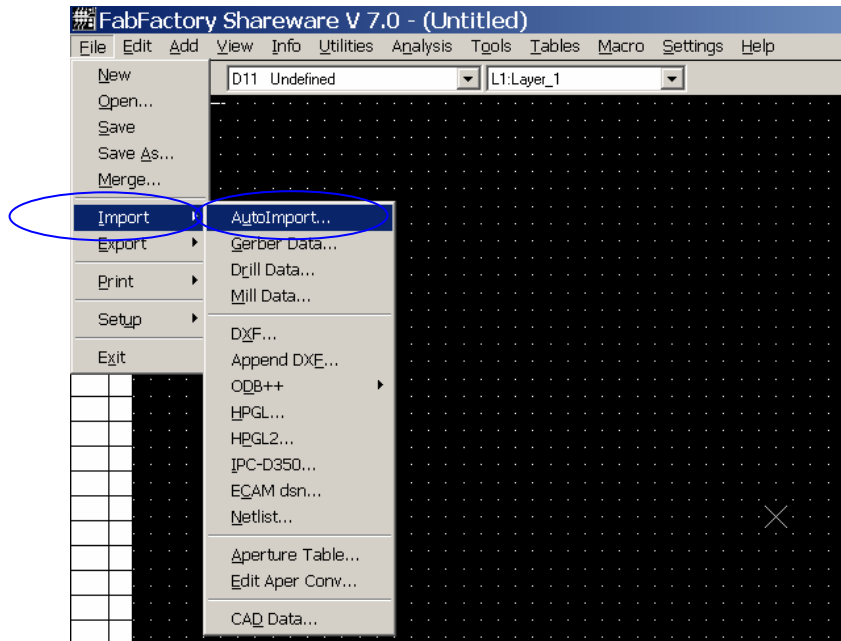 FabFactory Shareware V 7.0 - (Untitled)
File Edit Add View Info Utilities Analysis Tools Tables Macro Settings Help
D11 Undefined L1:Layer_1
New
Open...
Save
Save As...
Merge...
Import
Export
Print
Setup
Exit
AutoImport...
Gerber Data...
Drill Data...
Mill Data...
DXF...
Append DXF...
ODB++
HPGL...
HPGL2...
IPC-D350...
ECAM dsn...
Netlist...
Aperture Table...
Edit Aper Conv...
CAD Data...